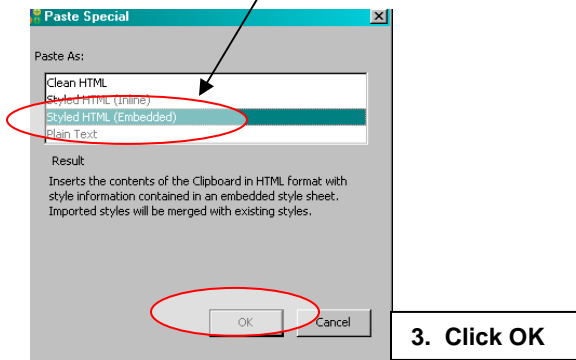 Paste Special
Paste As:
Clean HTML
Styled HTML (Inline)
Styled HTML (Embedded)
Plain Text
Result
Inserts the contents of the Clipboard in HTML format with
style information contained in an embedded style sheet.
Imported styles will be merged with existing styles.
OK
Cancel
3. Click OK